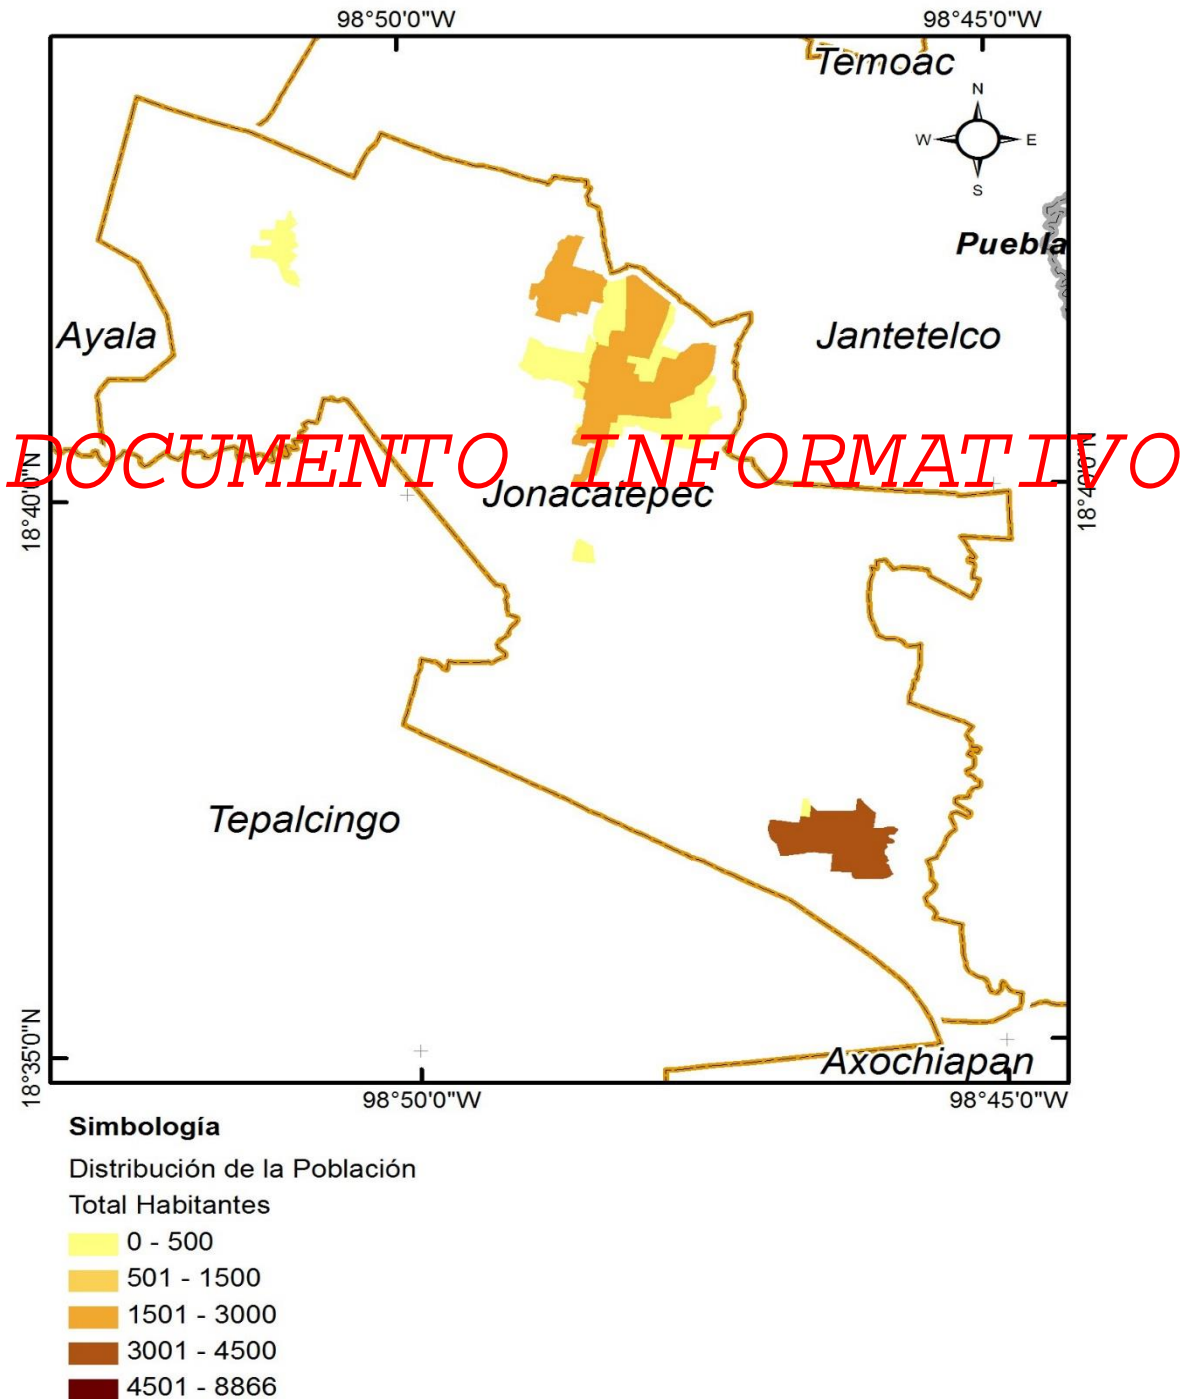 98°50'0"W
98°45'0"W
Temoac
N
W
E
S
Puebla
Ayala
Jantetelco
DOCUMENTO INFORMATIVO
18°40'0"N
18°40'0"N
Jonacatepec
Tepalcingo
18°35'0"N
Axochiapan
98°50'0"W
98°45'0"W
Simbología
Distribución de la Población
Total Habitantes
0 - 500
501 - 1500
1501 - 3000
3001 - 4500
4501 - 8866